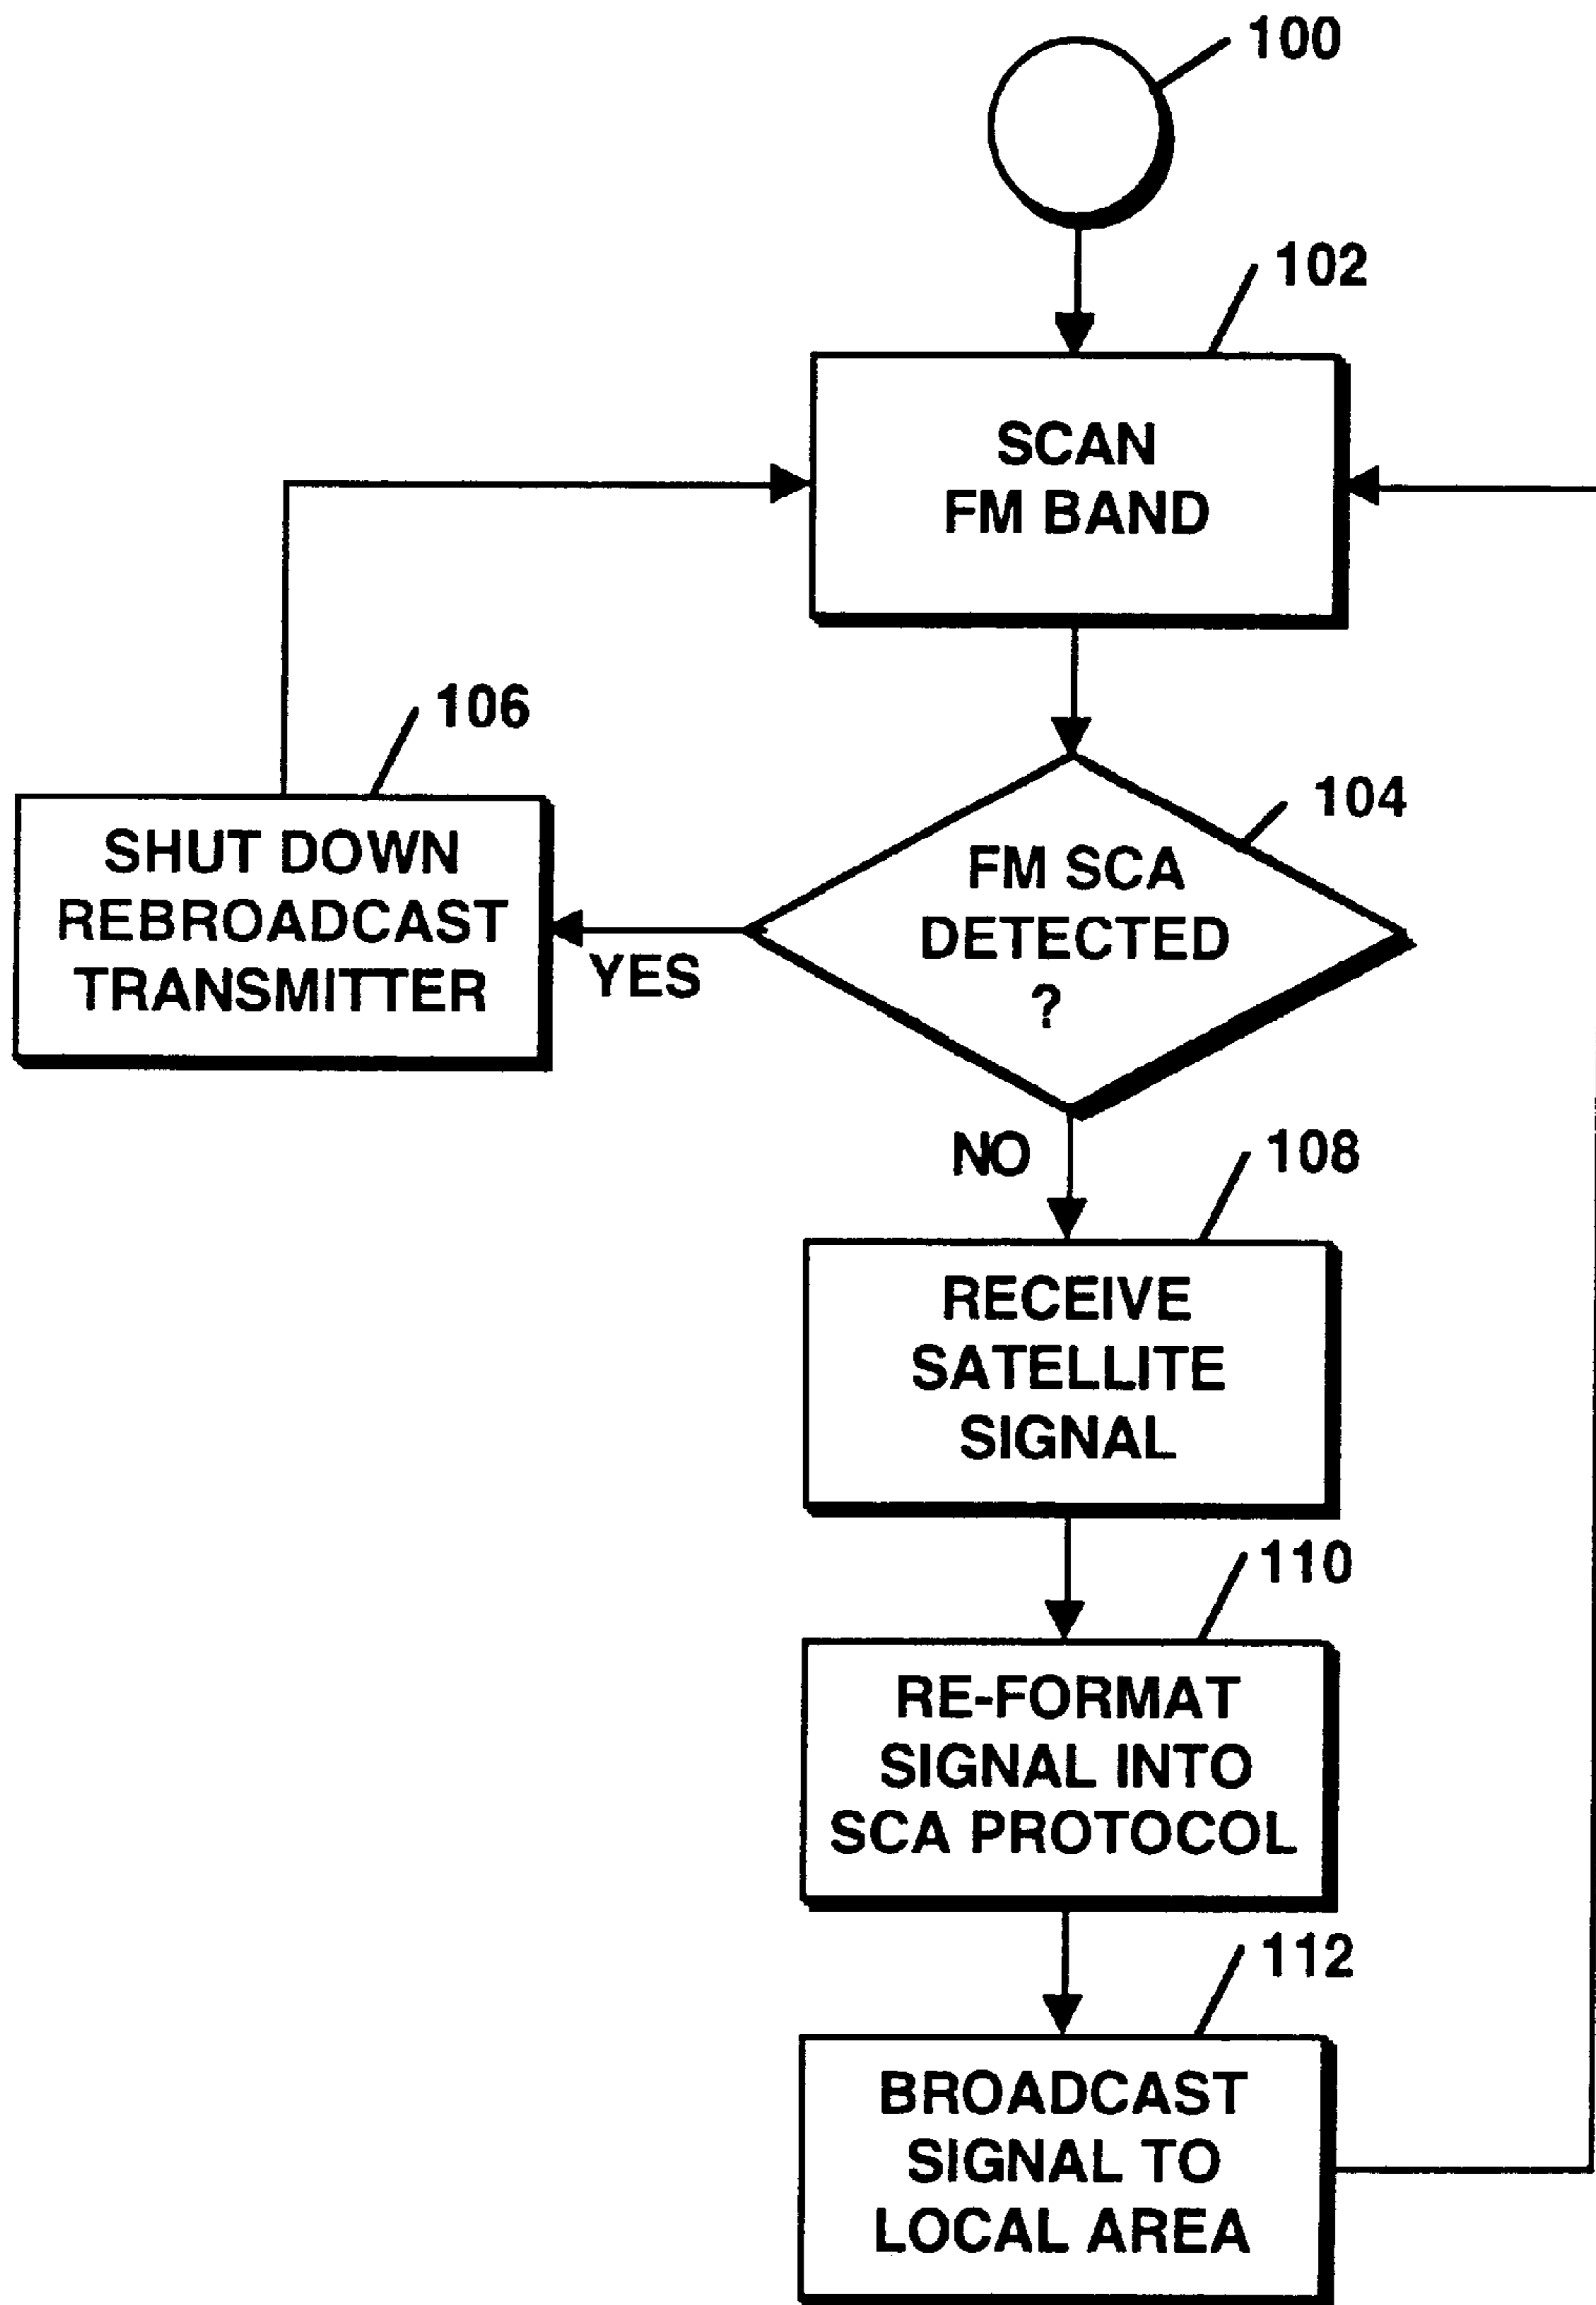 100
102
SCAN
FM BAND
106
SHUT DOWN
REBROADCAST
TRANSMITTER
104
FM SCA
DETECTED
?
YES
NO
108
RECEIVE
SATELLITE
SIGNAL
110
RE-FORMAT
SIGNAL INTO
SCA PROTOCOL
112
BROADCAST
SIGNAL TO
LOCAL AREA